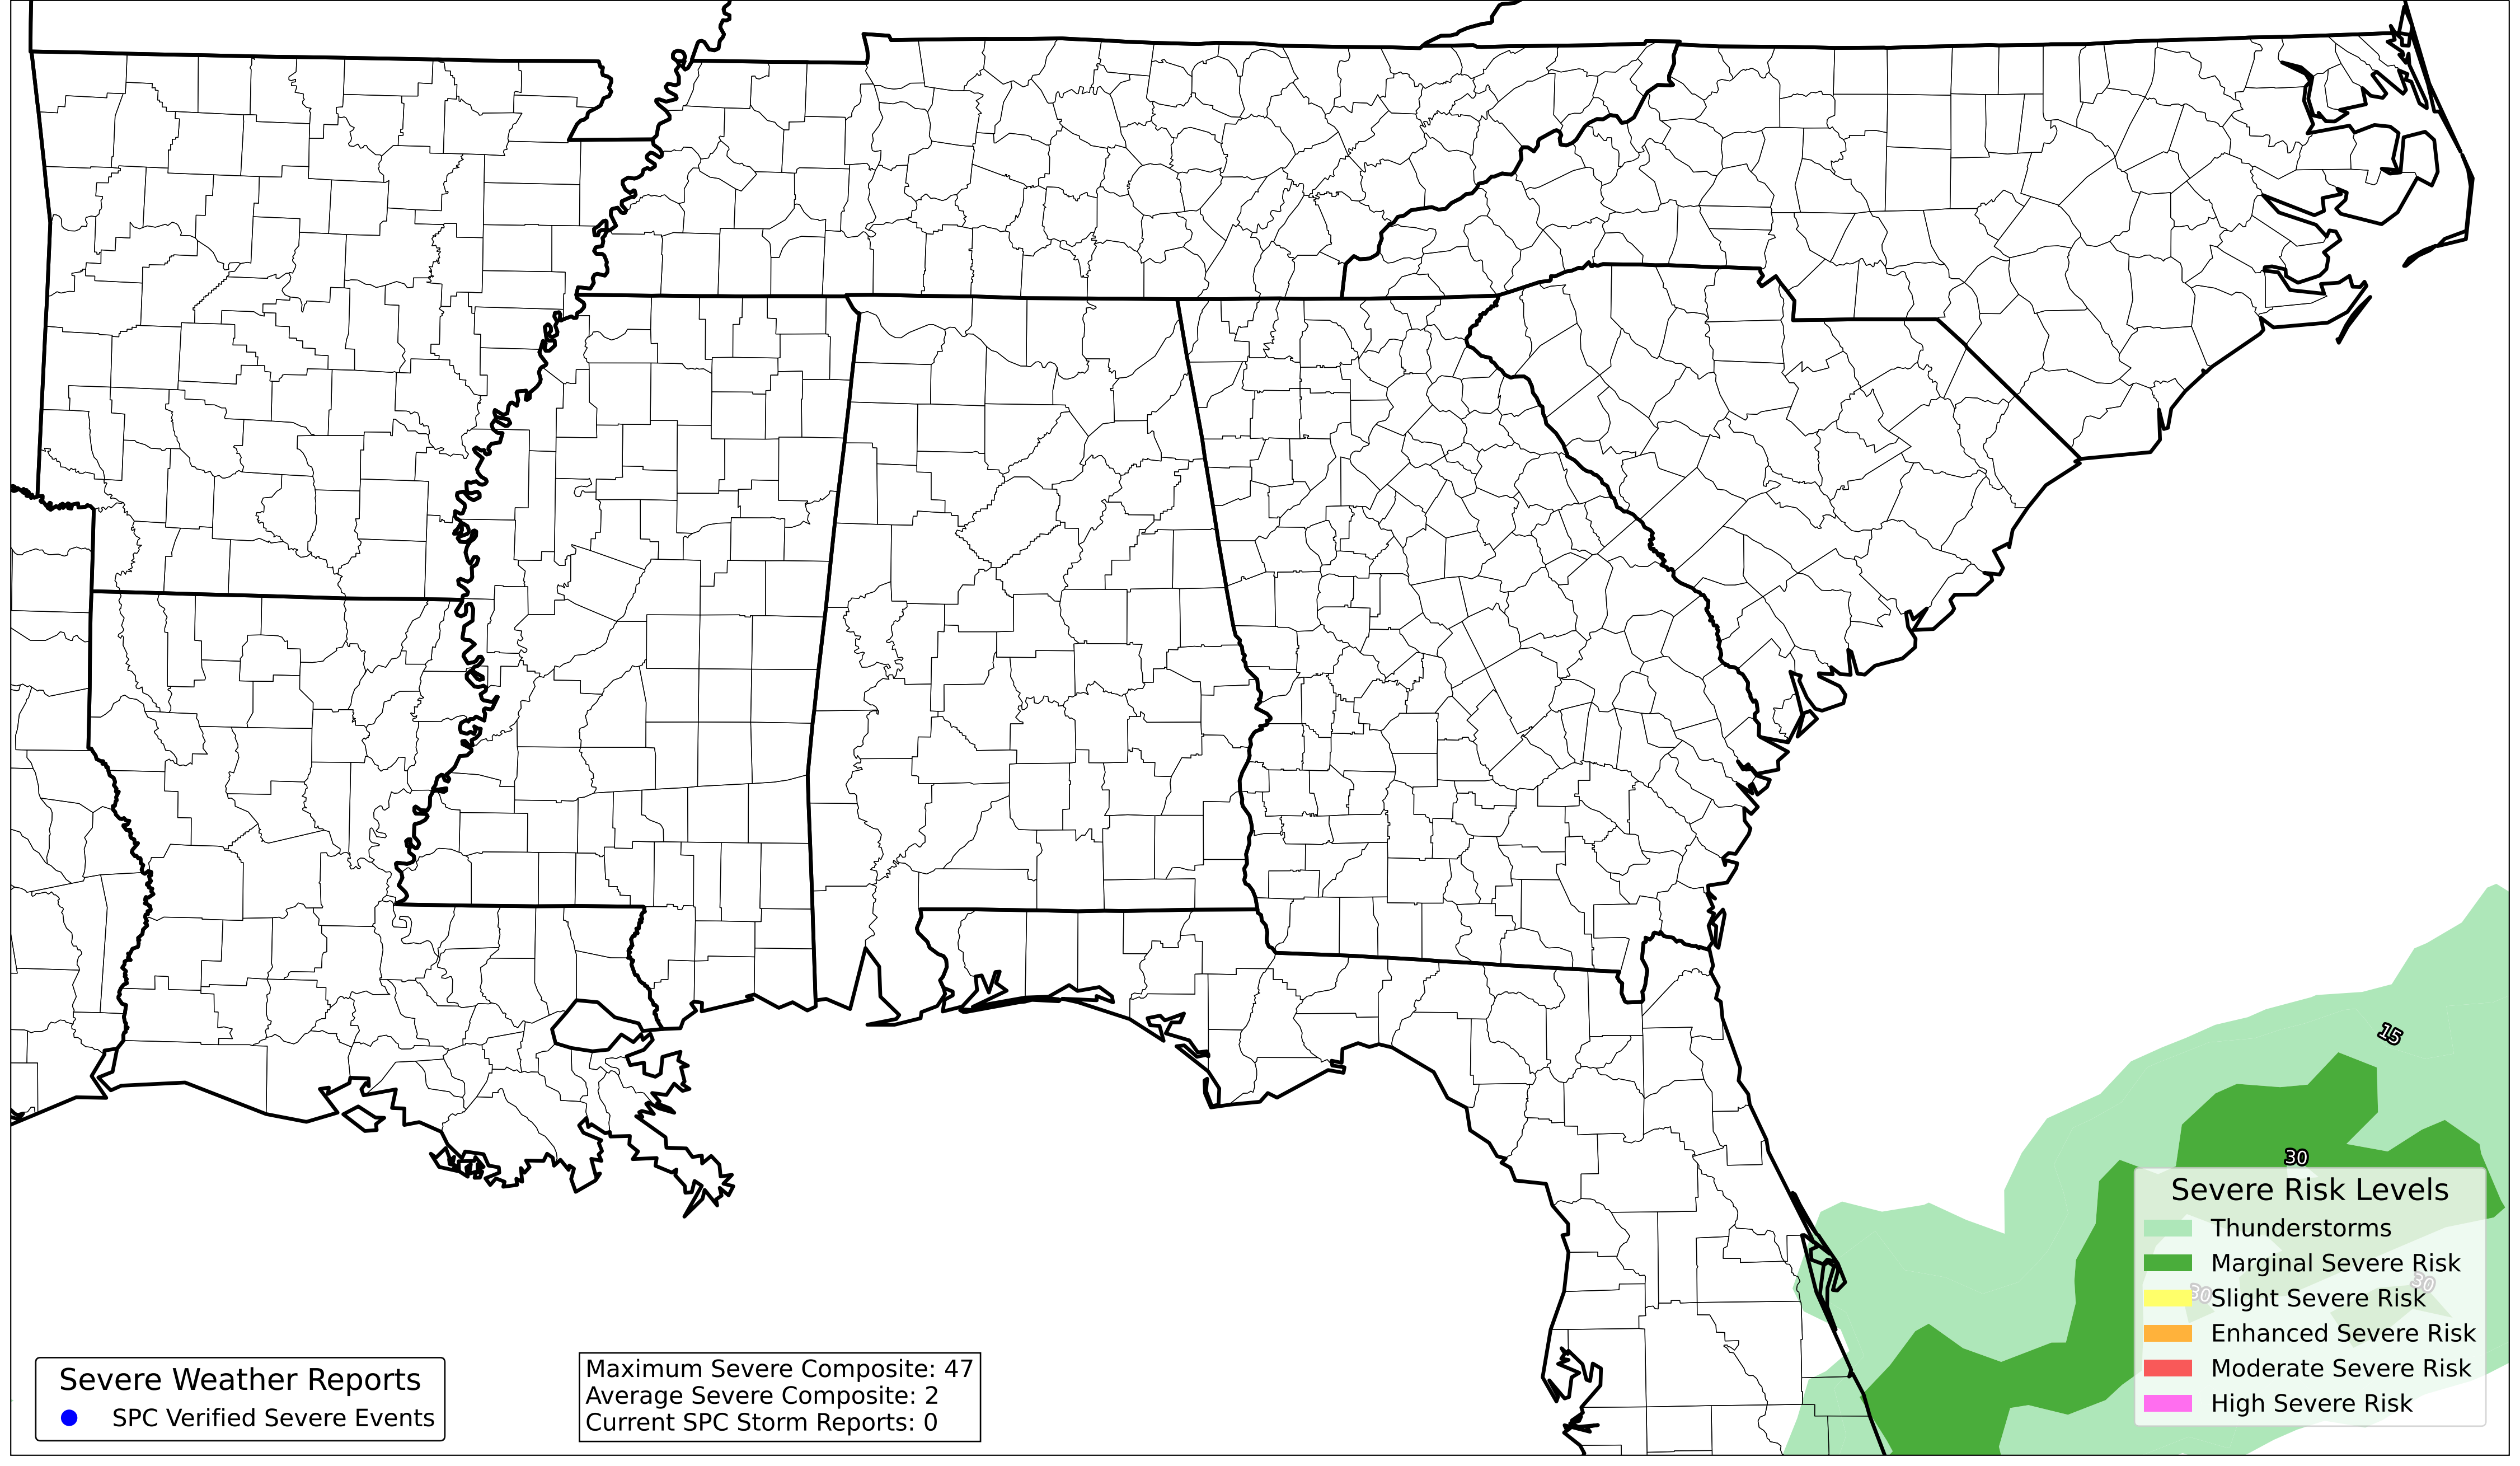 15
30
Severe Risk Levels
Thunderstorms
Marginal Severe Risk
30
30
Slight Severe Risk
Enhanced Severe Risk
Moderate Severe Risk
High Severe Risk
Severe Weather Reports
SPC Verified Severe Events
Maximum Severe Composite: 47
Average Severe Composite: 2
Current SPC Storm Reports: 0